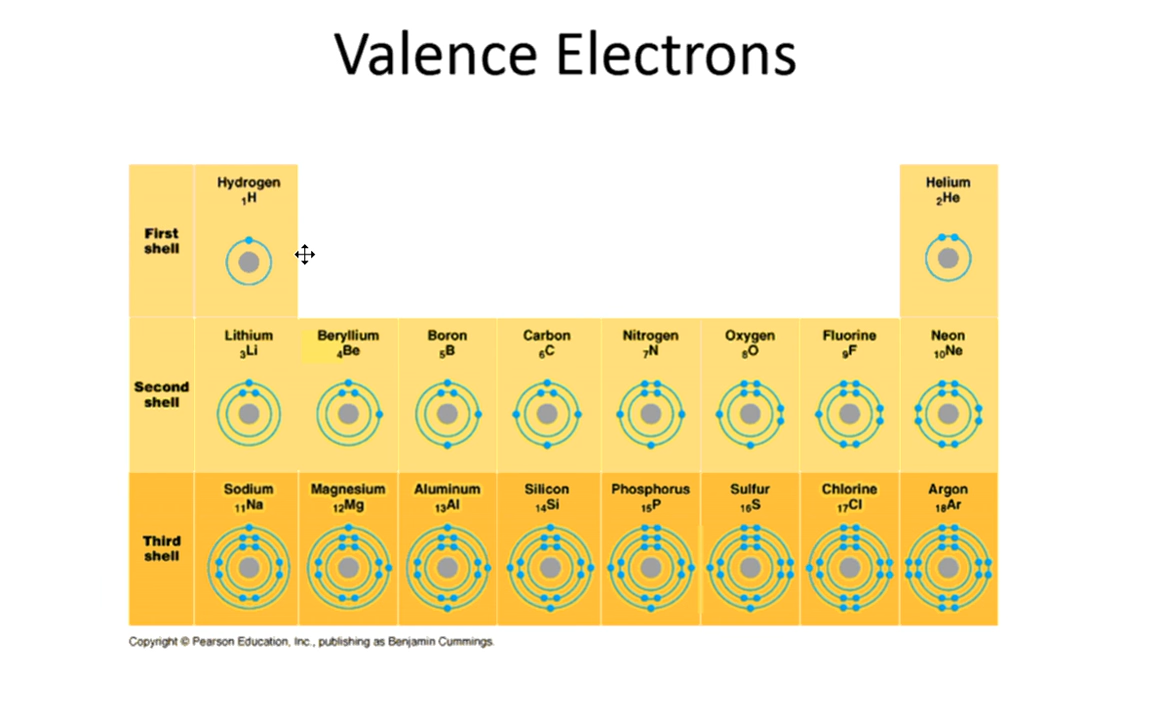 Valence Electrons
Hydrogen
Helium
₁H
₂He
First
shell
Lithium
Beryllium
Boron
Carbon
Nitrogen
Oxygen
Fluorine
Neon
₃Li
₄Be
₅B
₆C
₇N
₈O
₉F
₁₀Ne
Second
shell
Sodium
Magnesium
Aluminum
Silicon
Phosphorus
Sulfur
Chlorine
Argon
₁₁Na
₁₂Mg
₁₃Al
₁₄Si
₁₅P
₁₆S
₁₇Cl
₁₈Ar
Third
shell
Copyright © Pearson Education, Inc., publishing as Benjamin Cummings.